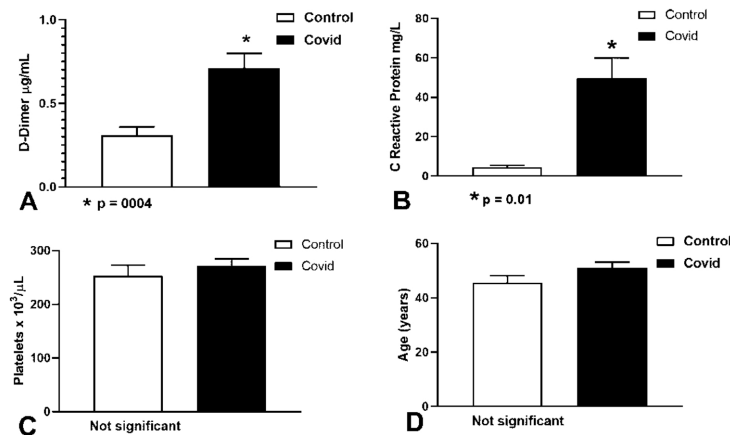 1.0
0.5
0.0
D-Dimer µg/mL
Control
Covid
*
A
* p = 0004
80
60
40
20
0
C Reactive Protein mg/L
Control
Covid
*
B
* p = 0.01
300
200
100
0
Platelets x 10³/µL
Control
Covid
C
Not significant
60
40
20
0
Age (years)
Control
Covid
D
Not significant